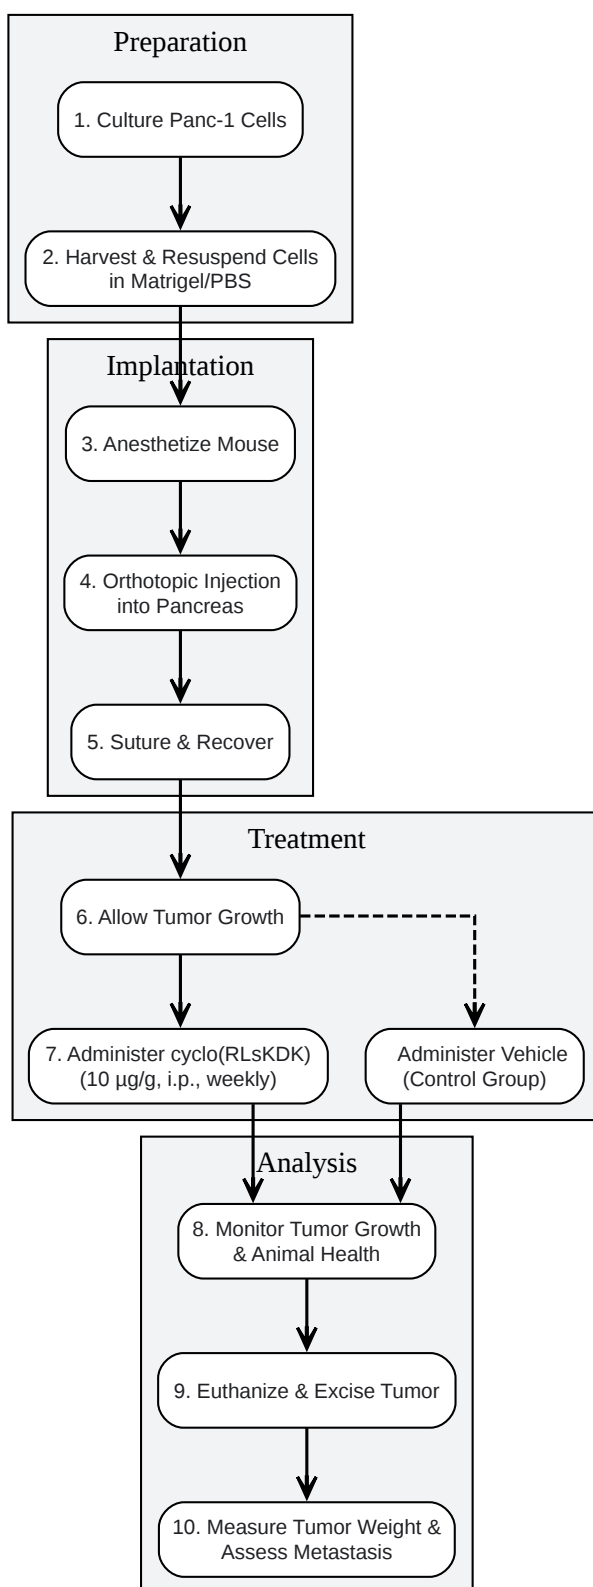 Preparation
1. Culture Panc-1 Cells
2. Harvest & Resuspend Cells
in Matrigel/PBS
Implantation
3. Anesthetize Mouse
4. Orthotopic Injection
into Pancreas
5. Suture & Recover
Treatment
6. Allow Tumor Growth
7. Administer cyclo(RLsKDK)
(10 µg/g, i.p., weekly)
Administer Vehicle
(Control Group)
Analysis
8. Monitor Tumor Growth
& Animal Health
9. Euthanize & Excise Tumor
10. Measure Tumor Weight &
Assess Metastasis